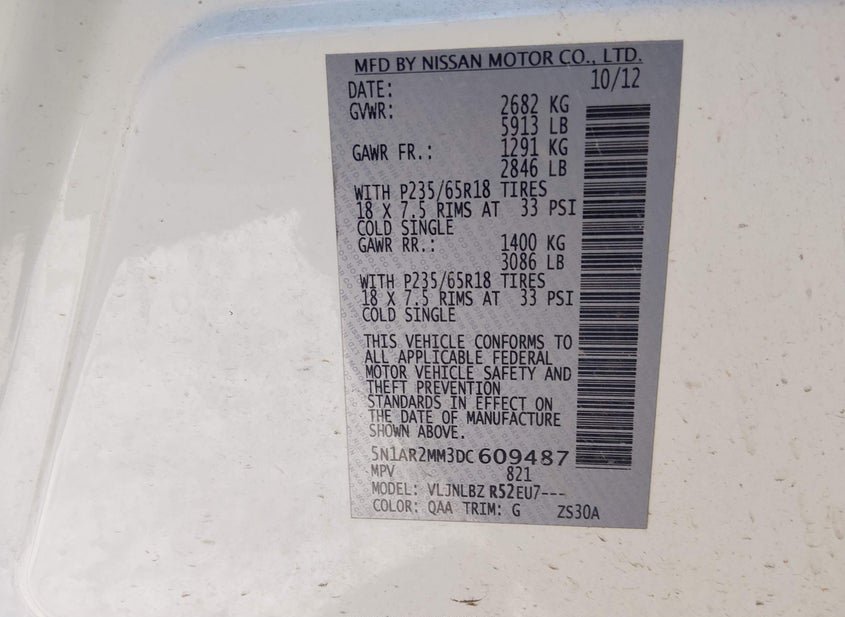 MFD BY NISSAN MOTOR CO., LTD.
DATE: 10/12
GVWR: 2682 KG
5913 LB
GAWR FR.: 1291 KG
2846 LB
WITH P235/65R18 TIRES
18 X 7.5 RIMS AT 33 PSI
COLD SINGLE
GAWR RR.: 1400 KG
3086 LB
WITH P235/65R18 TIRES
18 X 7.5 RIMS AT 33 PSI
COLD SINGLE
THIS VEHICLE CONFORMS TO
ALL APPLICABLE FEDERAL
MOTOR VEHICLE SAFETY AND
THEFT PREVENTION
STANDARDS IN EFFECT ON
THE DATE OF MANUFACTURE
SHOWN ABOVE.
5N1AR2MM3DC609487
MPV 821
MODEL: VLJNLBZ R52EU7---
COLOR: QAA TRIM: G ZS30A